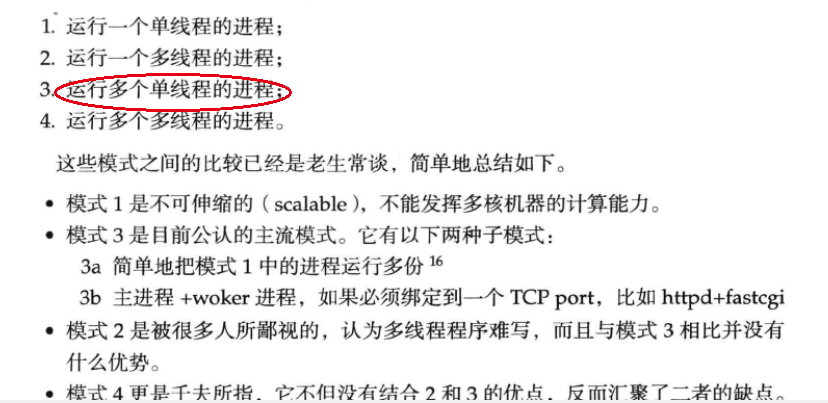 1. 运行一个单线程的进程；
2. 运行一个多线程的进程；
3. 运行多个单线程的进程；
4. 运行多个多线程的进程。
这些模式之间的比较已经是老生常谈，简单地总结如下。
• 模式 1 是不可伸缩的（scalable），不能发挥多核机器的计算能力。
• 模式 3 是目前公认的主流模式。它有以下两种子模式：
3a 简单地把模式 1 中的进程运行多份 16
3b 主进程 +woker 进程，如果必须绑定到一个 TCP port，比如 httpd+fastcgi
• 模式 2 是被很多人所鄙视的，认为多线程程序难写，而且与模式 3 相比并没有
什么优势。
• 模式 4 更是千夫所指，它不但没有结合 2 和 3 的优点，反而汇聚了二者的缺点。